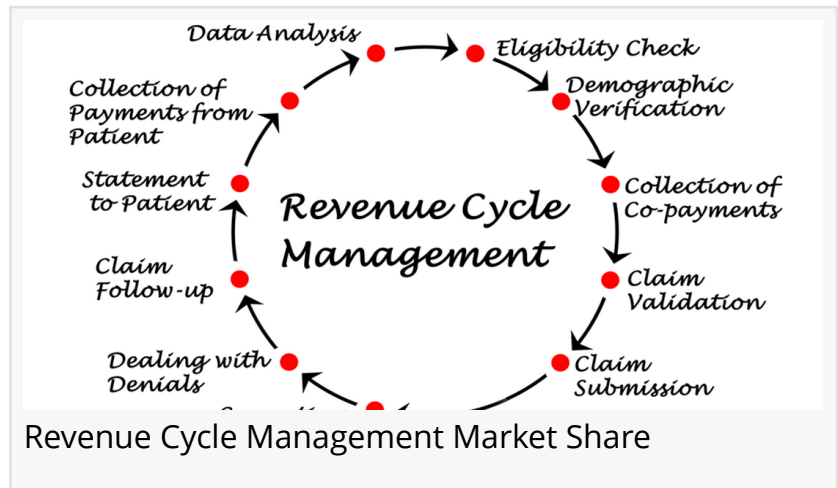 Data Analysis
Eligibility Check
Demographic
Verification
Collection of
Co-payments
Claim
Validation
Claim
Submission
Dealing with
Denials
Claim
Follow-up
Statement
to Patient
Collection of
Payments from
Patient
Revenue Cycle
Management
Revenue Cycle Management Market Share